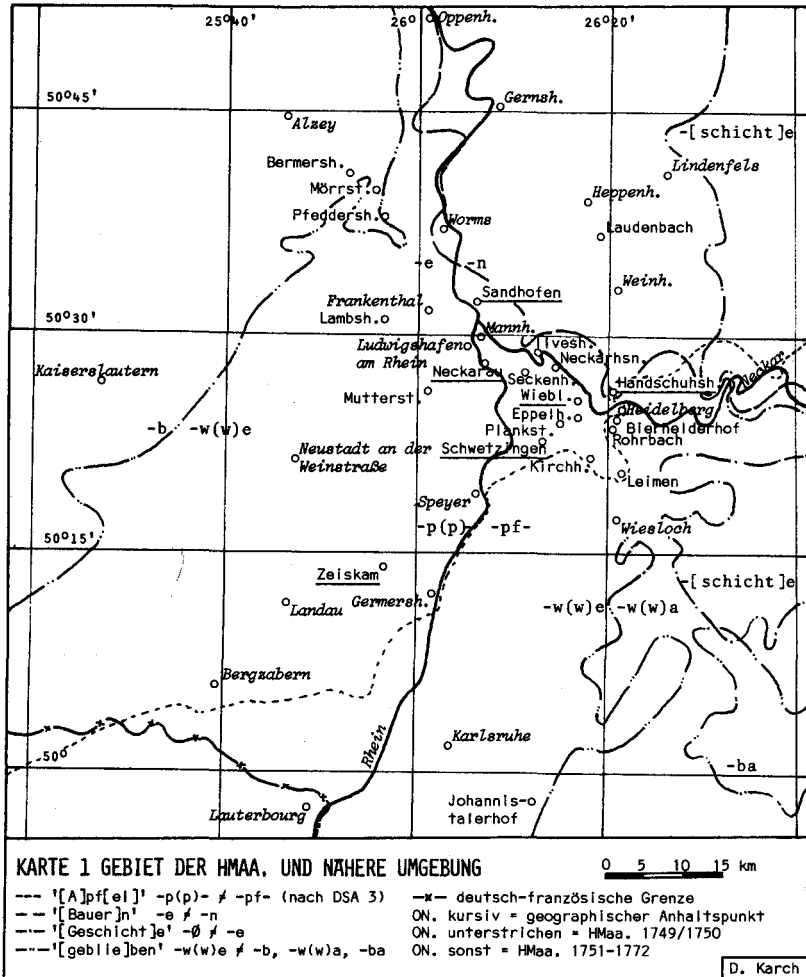 25°40' 26° 26°20'
Oppenh.
50°45'
Gernsh.
Alzey
-[schicht]e
Bermersh.
Lindenfels
Mörrst.
Heppenh.
Pfeddersh.
Worms
Laudenbach
-e -n
Weinh.
Sandhofen
Frankenthal
Lambsh.
50°30'
Mannh.
Ilvesh.
Ludwigshafen
am Rhein
Neckarhsn.
Neckar
Kaiserslautern
Neckarau
Seckenh.
Handschuhsh.
Mutterst.
Wiebl.
Heidelberg
Eppelh.
Bierhelderhof
-b -w(w)e
Plankst.
Rohrbach
Neustadt an der
Weinstraße
Schwetzingen
Kirchh.
Leimen
Speyer
-p(p)- -pf-
Wiesloch
50°15'
Zeiskam
-[schicht]e
Landau
Germersh.
-w(w)e -w(w)a
Bergzabern
Rhein
Karlsruhe
50°
-ba
Lauterbourg
Johannis-
talerhof
KARTE 1 GEBIET DER HMAA. UND NÄHERE UMGEBUNG
0 5 10 15 km
--- '[A]pf[el]' -p(p)- ≠ -pf- (nach DSA 3)
-- '[Bauer]n' -e ≠ -n
'[Geschicht]e' -Ø ≠ -e
'[geblie]ben' -w(w)e ≠ -b, -w(w)a, -ba
-x- deutsch-französische Grenze
ON. kursiv = geographischer Anhaltspunkt
ON. unterstrichen = HMaa. 1749/1750
ON. sonst = HMaa. 1751-1772
D. Karch